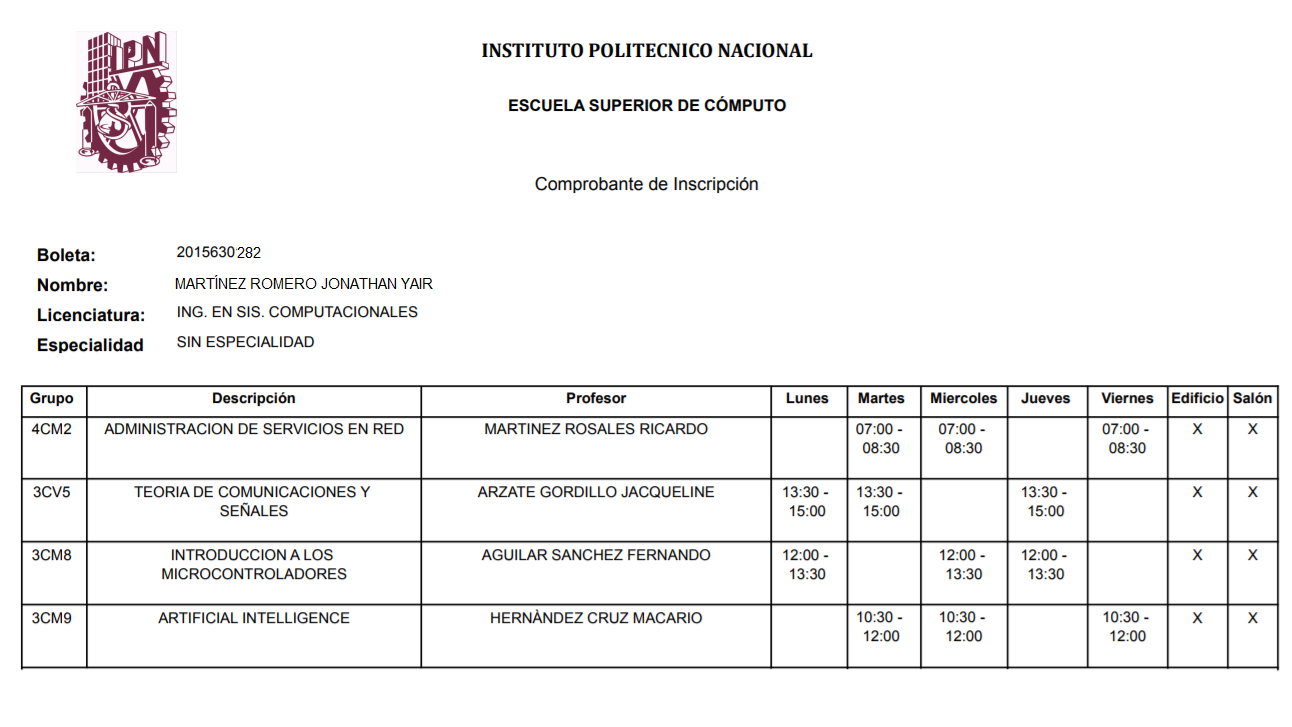 IPN
INSTITUTO POLITECNICO NACIONAL
ESCUELA SUPERIOR DE CÓMPUTO
Comprobante de Inscripción
Boleta: 2015630282
Nombre: MARTÍNEZ ROMERO JONATHAN YAIR
Licenciatura: ING. EN SIS. COMPUTACIONALES
Especialidad SIN ESPECIALIDAD
Grupo Descripción Profesor Lunes Martes Miercoles Jueves Viernes Edificio Salón
4CM2 ADMINISTRACION DE SERVICIOS EN RED MARTINEZ ROSALES RICARDO 07:00 - 07:00 - 07:00 - X X
08:30 08:30 08:30
3CV5 TEORIA DE COMUNICACIONES Y ARZATE GORDILLO JACQUELINE 13:30 - 13:30 - 13:30 - X X
SEÑALES 15:00 15:00 15:00
3CM8 INTRODUCCION A LOS AGUILAR SANCHEZ FERNANDO 12:00 - 12:00 - 12:00 - X X
MICROCONTROLADORES 13:30 13:30 13:30
3CM9 ARTIFICIAL INTELLIGENCE HERNÀNDEZ CRUZ MACARIO 10:30 - 10:30 - 10:30 - X X
12:00 12:00 12:00